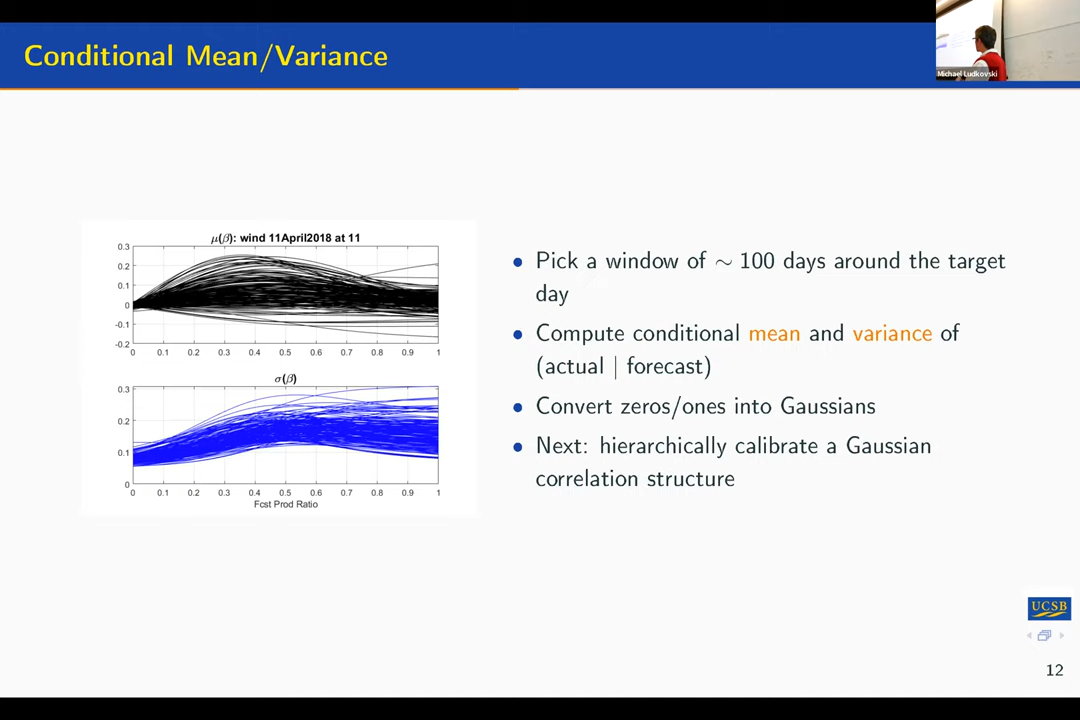 Conditional Mean/Variance
Michael Ludkovski
μ(β): wind 11April2018 at 11
0.3
0.2
0.1
0
-0.1
-0.2
0 0.1 0.2 0.3 0.4 0.5 0.6 0.7 0.8 0.9 1
σ(β)
0.3
0.2
0.1
0
0 0.1 0.2 0.3 0.4 0.5 0.6 0.7 0.8 0.9 1
Fcst Prod Ratio
• Pick a window of ∼ 100 days around the target
day
• Compute conditional mean and variance of
(actual | forecast)
• Convert zeros/ones into Gaussians
• Next: hierarchically calibrate a Gaussian
correlation structure
UCSB
12